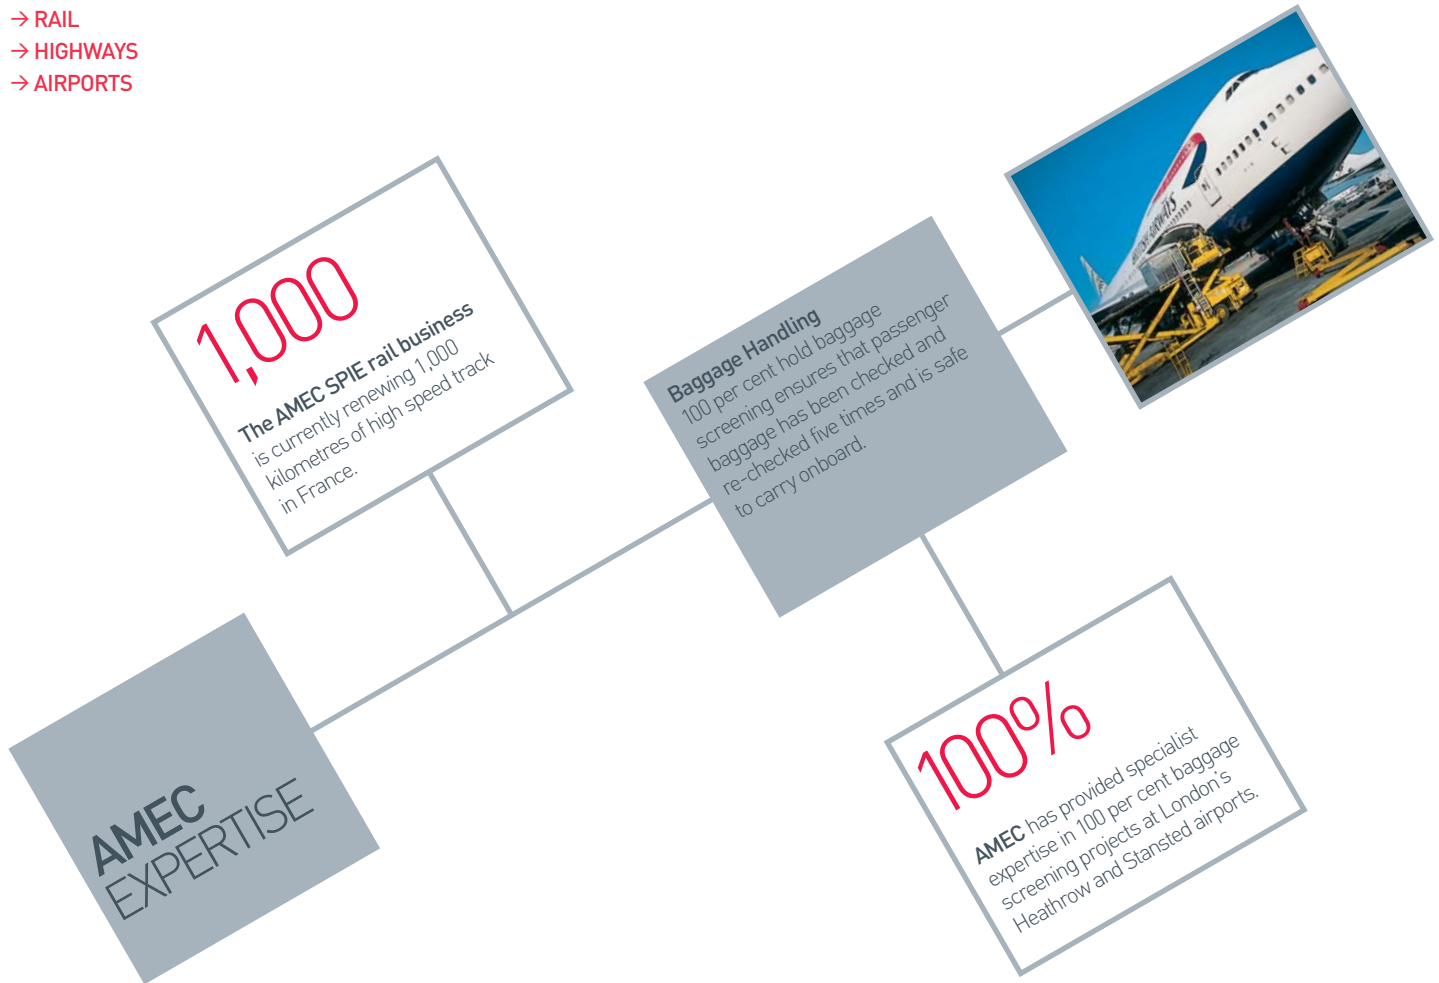 → RAIL
→ HIGHWAYS
→ AIRPORTS
1,000
The AMEC SPIE rail business
is currently renewing 1,000
kilometres of high speed track
in France.
Baggage Handling
100 per cent hold baggage
screening ensures that passenger
baggage has been checked and
re-checked five times and is safe
to carry onboard.
BRITISH AIRWAYS
100%
AMEC has provided specialist
expertise in 100 per cent baggage
screening projects at London's
Heathrow and Stansted airports.
AMEC
EXPERTISE